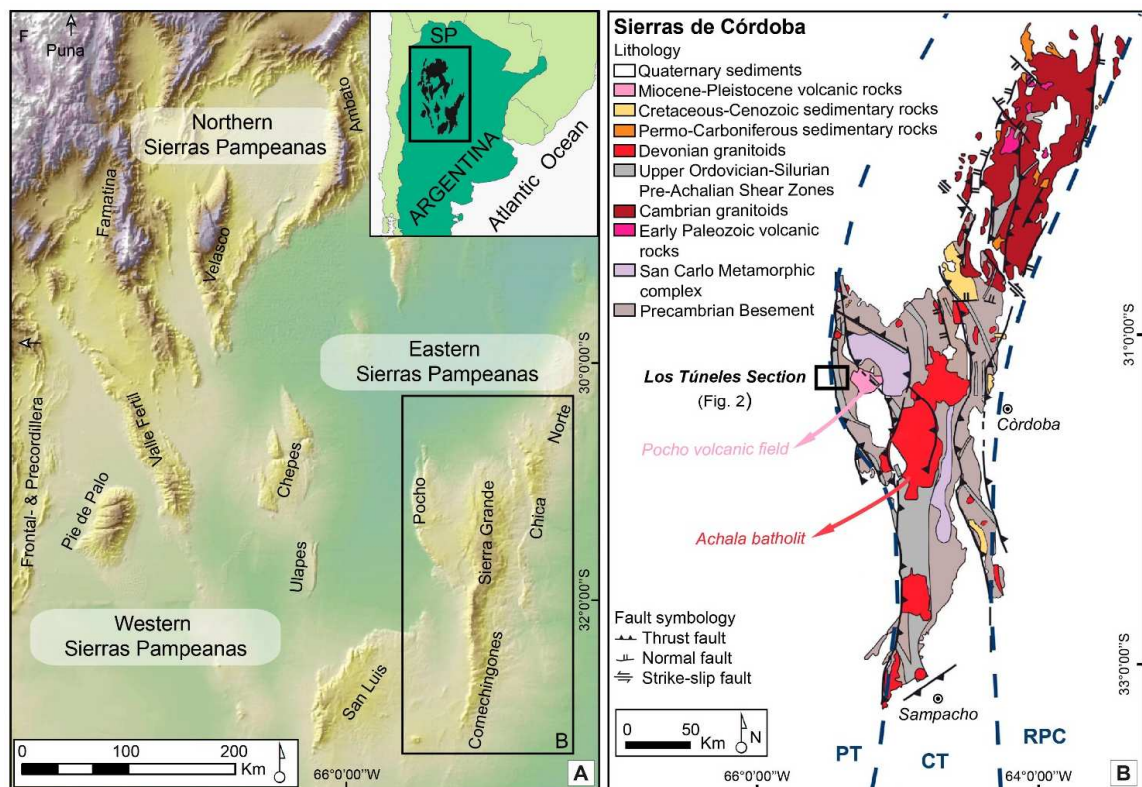 F
Puna
Northern
Sierras Pampeanas
Ambato
Famatina
Velasco
SP
ARGENTINA
Atlantic Ocean
Eastern
Sierras Pampeanas
30°0'00''S
Frontal- & Precordillera
Valle Fertil
Pie de Palo
Chepes
Ulapes
Pocho
Sierra Grande
Chica
Norte
32°0'00''S
Western
Sierras Pampeanas
San Luis
Comechingones
B
0 100 200
Km
66°0'00''W
A
Sierras de Córdoba
Lithology
Quaternary sediments
Miocene-Pleistocene volcanic rocks
Cretaceous-Cenozoic sedimentary rocks
Permo-Carboniferous sedimentary rocks
Devonian granitoids
Upper Ordovician-Silurian
Pre-Achalian Shear Zones
Cambrian granitoids
Early Paleozoic volcanic
rocks
San Carlo Metamorphic
complex
Precambrian Besement
31°0'00''S
Los Túneles Section
(Fig. 2)
Còrdoba
Pocho volcanic field
Achala batholit
Fault symbology
Thrust fault
Normal fault
Strike-slip fault
33°0'00''S
Sampacho
0 50
Km
N
PT
CT
RPC
66°0'00''W
64°0'00''W
B